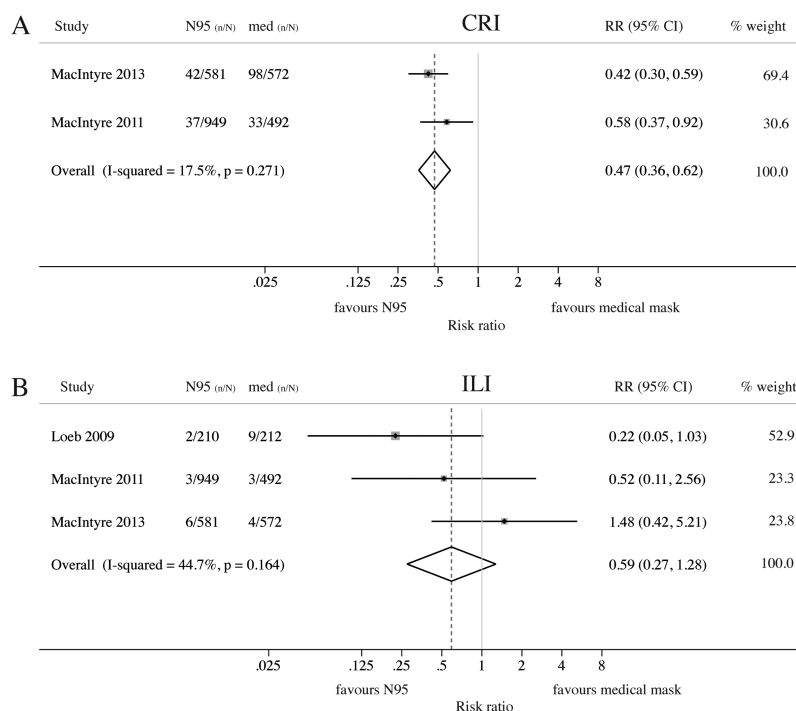 A
CRI
Study N95 (n/N) med (n/N) RR (95% CI) % weight
MacIntyre 2013 42/581 98/572 0.42 (0.30, 0.59) 69.4
MacIntyre 2011 37/949 33/492 0.58 (0.37, 0.92) 30.6
Overall (I-squared = 17.5%, p = 0.271) 0.47 (0.36, 0.62) 100.0
.025 .125 .25 .5 1 2 4 8
favours N95 favours medical mask
Risk ratio
B
ILI
Study N95 (n/N) med (n/N) RR (95% CI) % weight
Loeb 2009 2/210 9/212 0.22 (0.05, 1.03) 52.9
MacIntyre 2011 3/949 3/492 0.52 (0.11, 2.56) 23.3
MacIntyre 2013 6/581 4/572 1.48 (0.42, 5.21) 23.8
Overall (I-squared = 44.7%, p = 0.164) 0.59 (0.27, 1.28) 100.0
.025 .125 .25 .5 1 2 4 8
favours N95 favours medical mask
Risk ratio